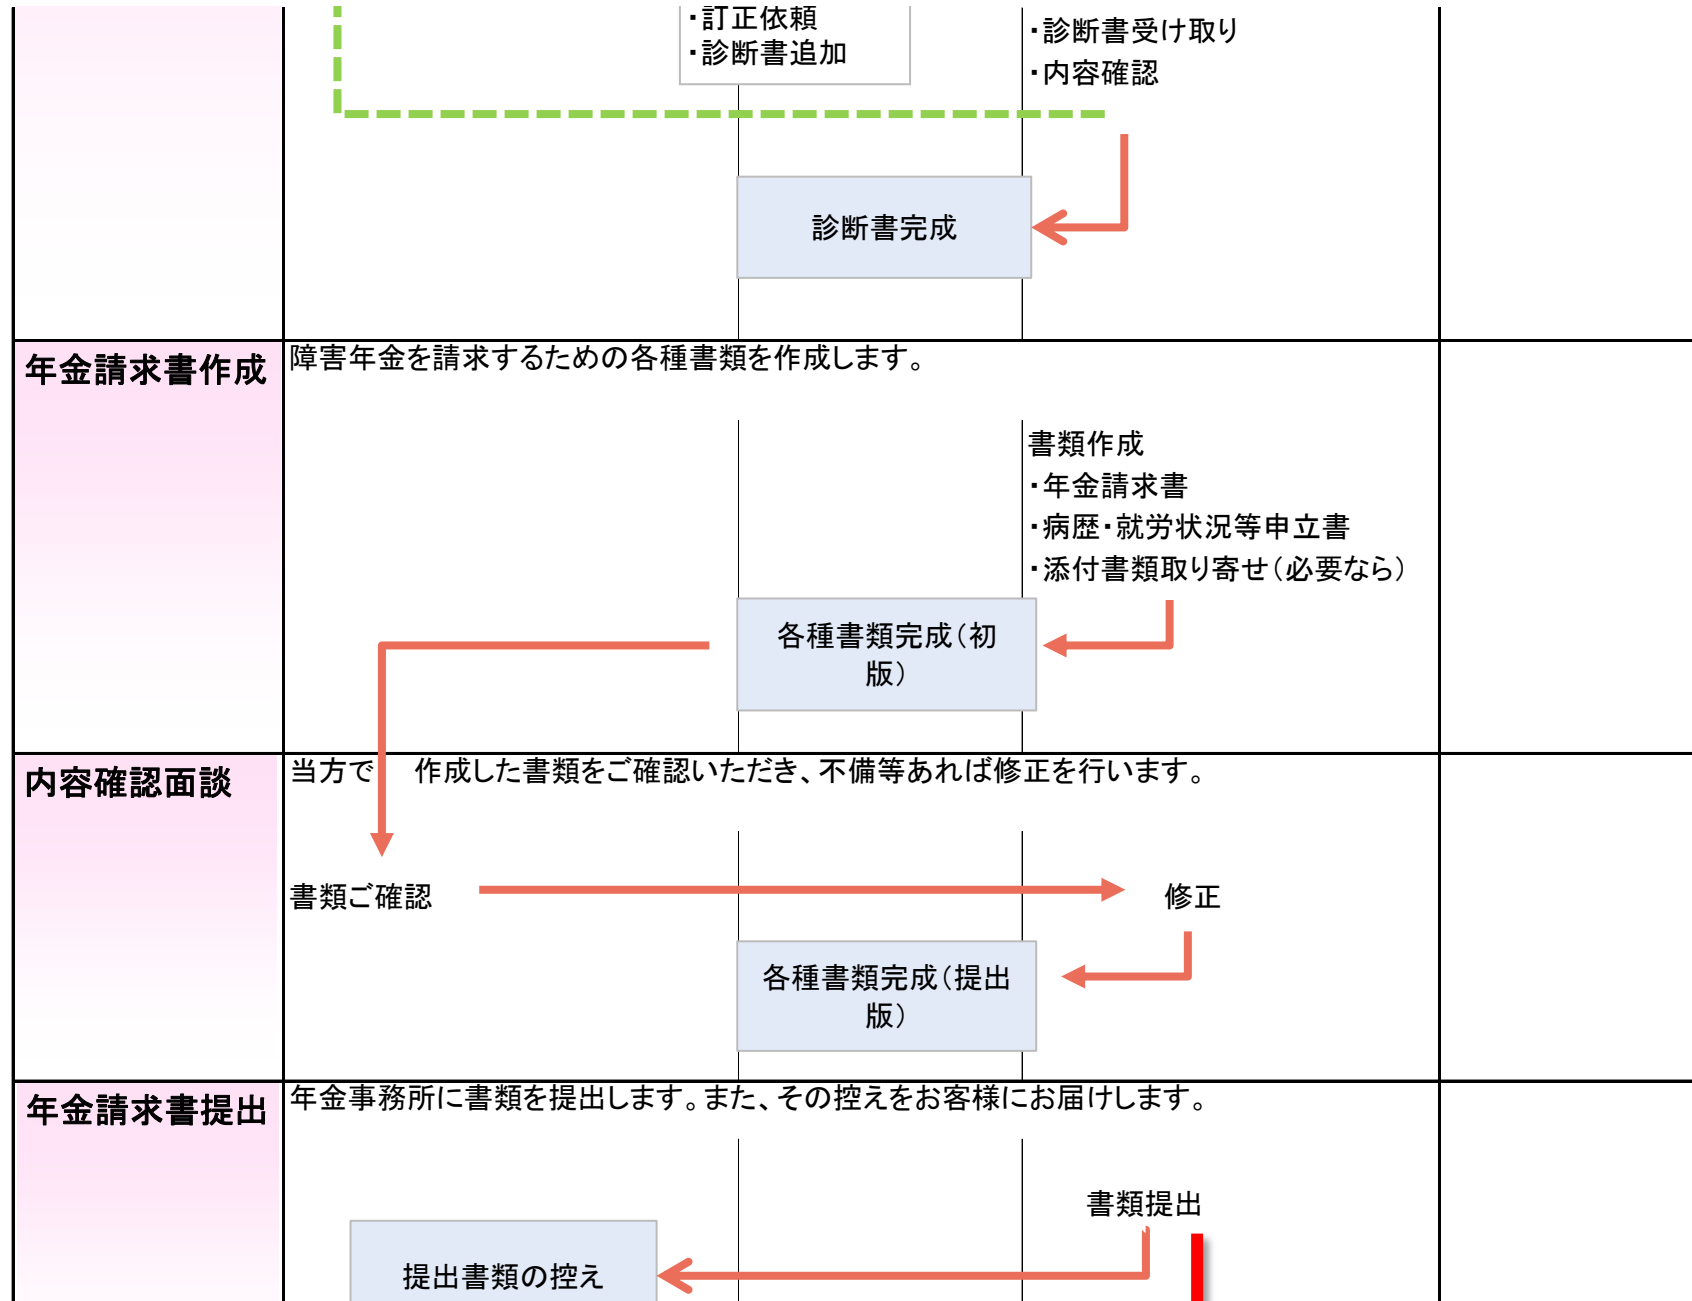 ・訂正依頼
・診断書追加
・診断書受け取り
・内容確認
診断書完成
年金請求書作成
障害年金を請求するための各種書類を作成します。
書類作成
・年金請求書
・病歴・就労状況等申立書
・添付書類取り寄せ（必要なら）
各種書類完成（初
版）
内容確認面談
当方で 作成した書類をご確認いただき、不備等あれば修正を行います。
書類ご確認
修正
各種書類完成（提出
版）
年金請求書提出
年金事務所に書類を提出します。また、その控えをお客様にお届けします。
書類提出
提出書類の控え